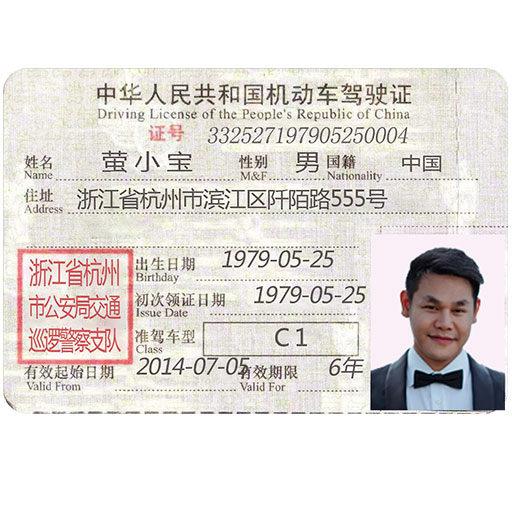 中华人民共和国机动车驾驶证
Driving License of the People's Republic of China
证号 332527197905250004
姓名 萤小宝 性别 男 国籍 中国
Name M&F Nationality
住址 浙江省杭州市滨江区阡陌路555号
Address
浙江省杭州
市公安局交通
巡逻警察支队
出生日期 1979-05-25
Birthday
初次领证日期 1979-05-25
Issue Date
准驾车型 C1
Class
有效起始日期 2014-07-05 有效期限 6年
Valid From Valid For